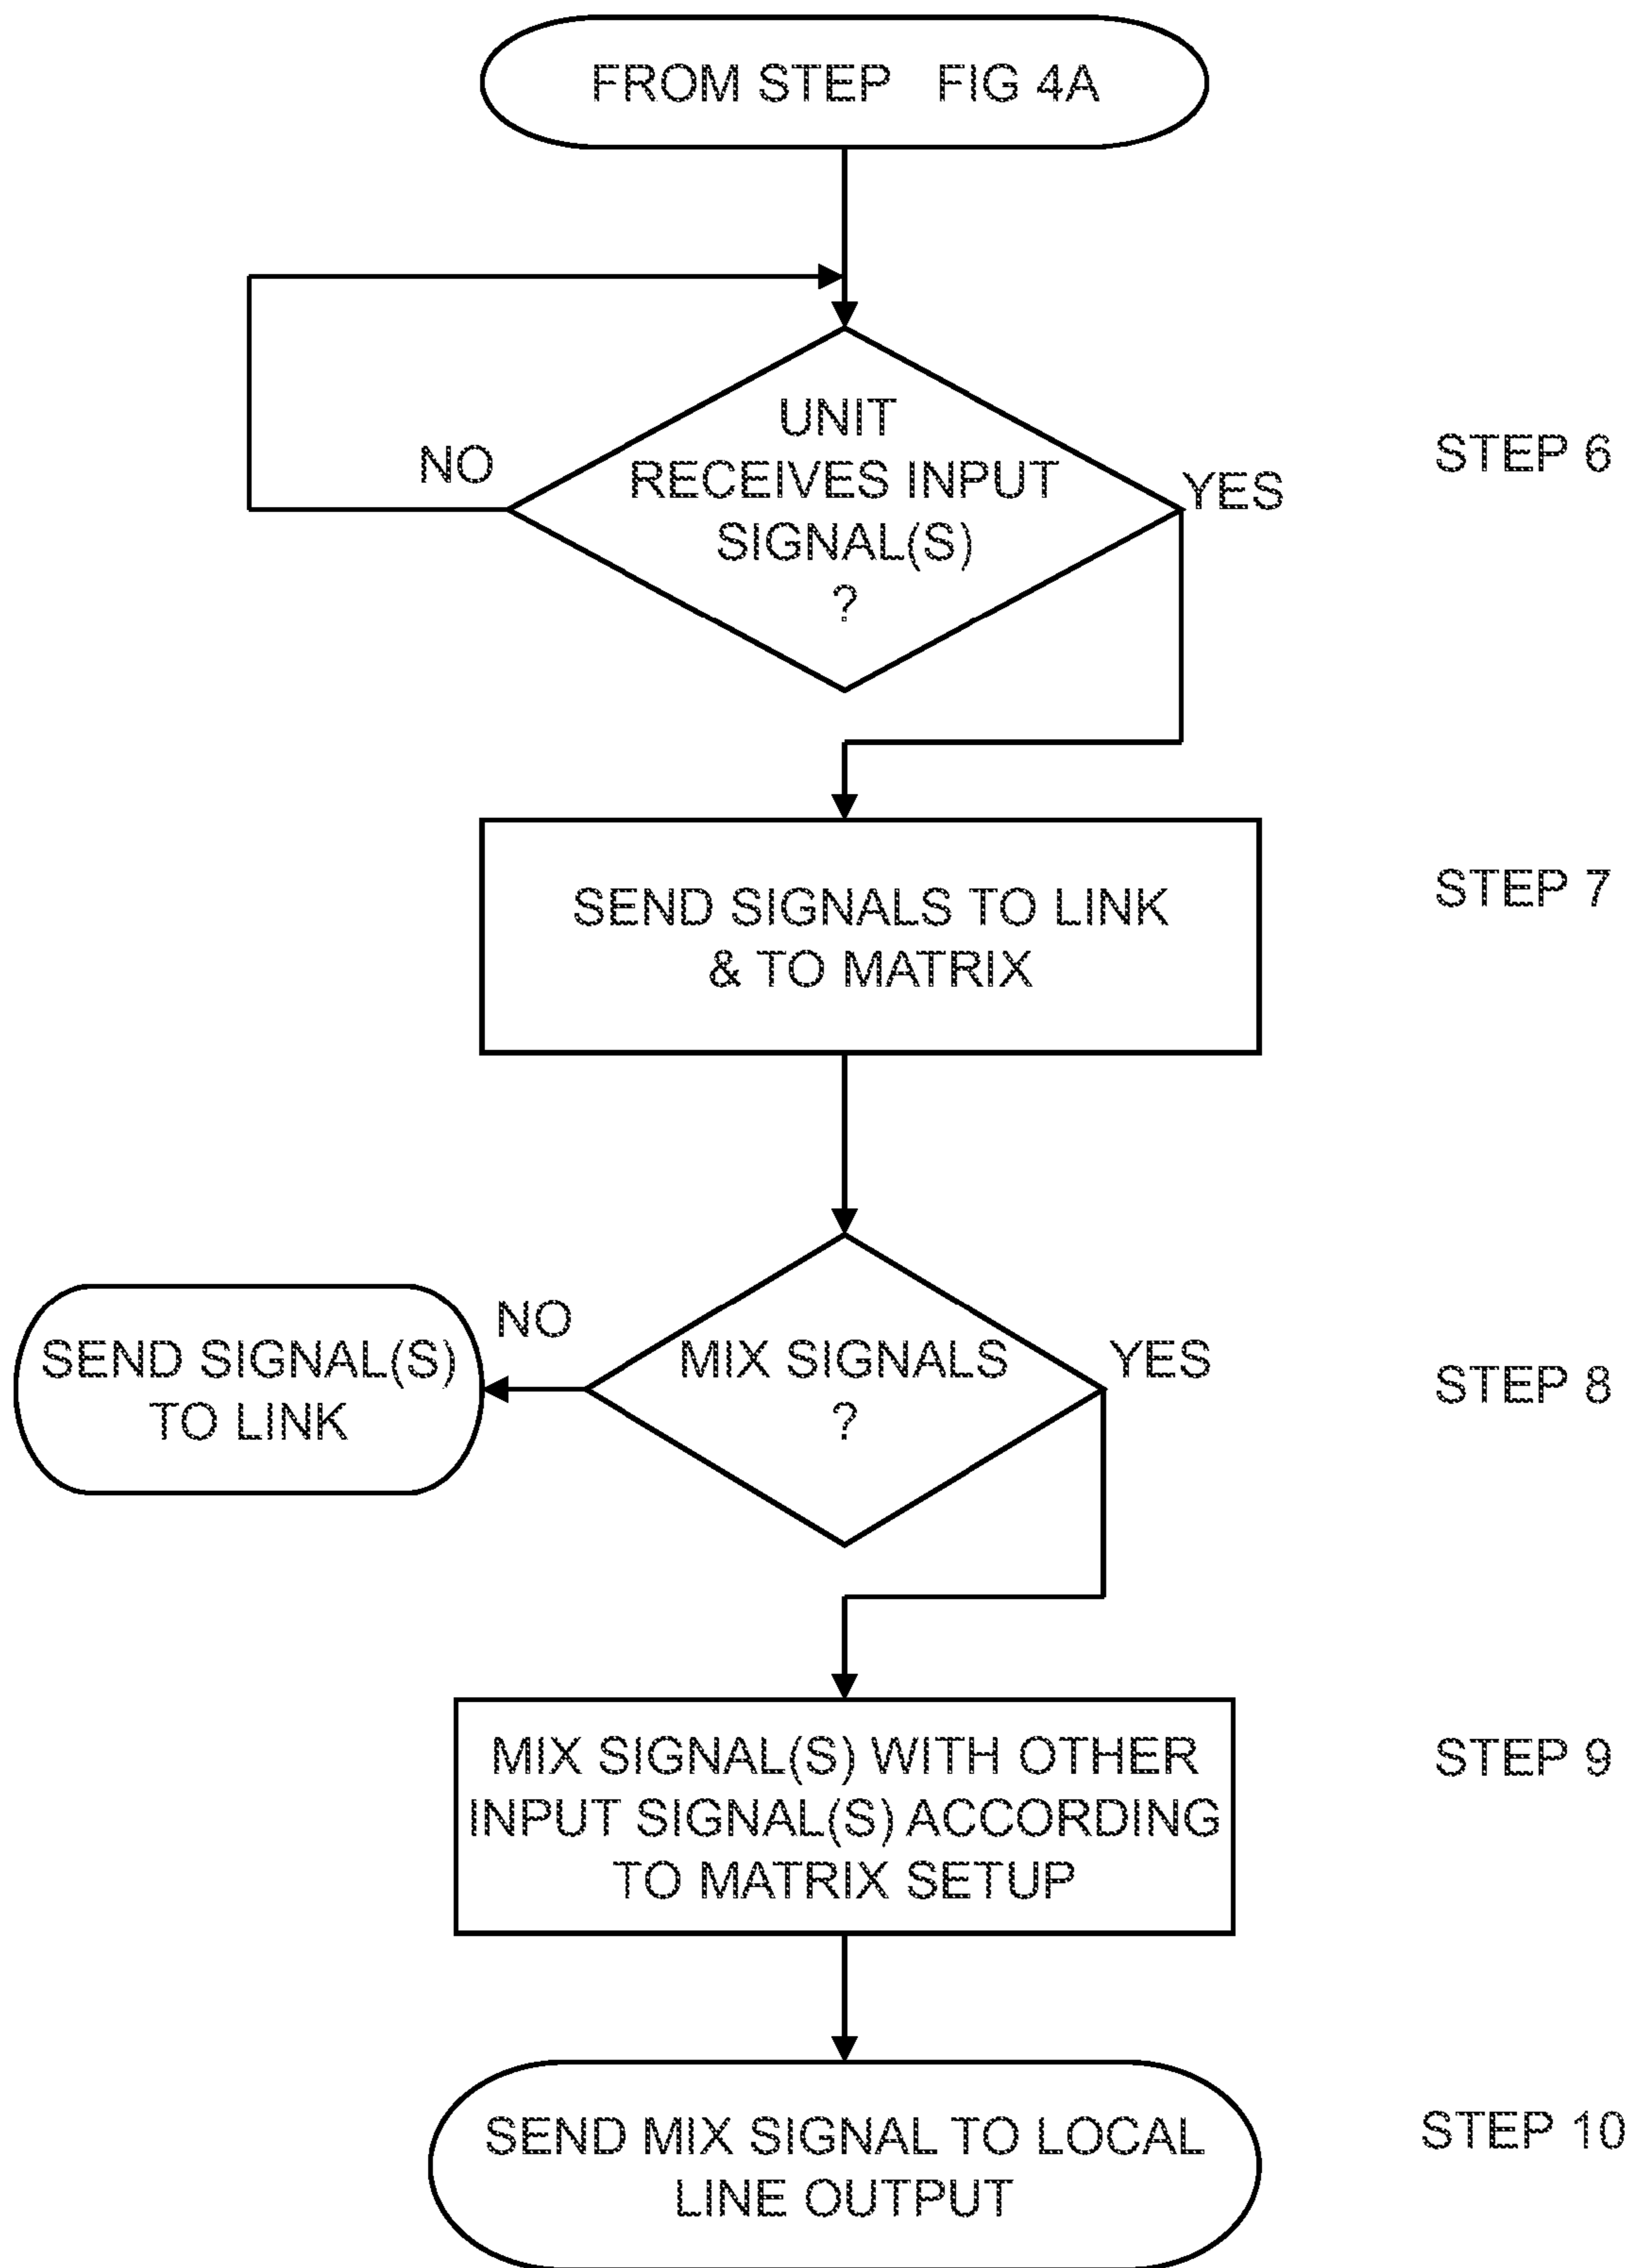 FROM STEP FIG 4A
UNIT
RECEIVES INPUT
SIGNAL(S)
?
NO
YES
STEP 6
SEND SIGNALS TO LINK
& TO MATRIX
STEP 7
MIX SIGNALS
?
NO
YES
SEND SIGNAL(S)
TO LINK
STEP 8
MIX SIGNAL(S) WITH OTHER
INPUT SIGNAL(S) ACCORDING
TO MATRIX SETUP
STEP 9
SEND MIX SIGNAL TO LOCAL
LINE OUTPUT
STEP 10